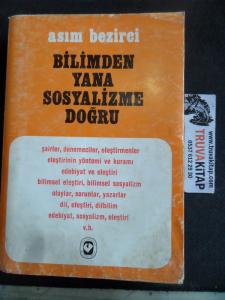 asım bezirci
BİLİMDEN
YANA
SOSYALİZME
DOĞRU
şairler, denemeciler, eleştirmenler
eleştirinin yöntemi ve kuramı
edebiyat ve eleştiri
bilimsel eleştiri, bilimsel sosyalizm
olaylar, sorunlar, yazarlar
dil, eleştiri, dilbilim
edebiyat, sosyalizm, eleştiri
v.b.
www.truvakitap.com
TRUVAKİTAP
0537 612 29 30